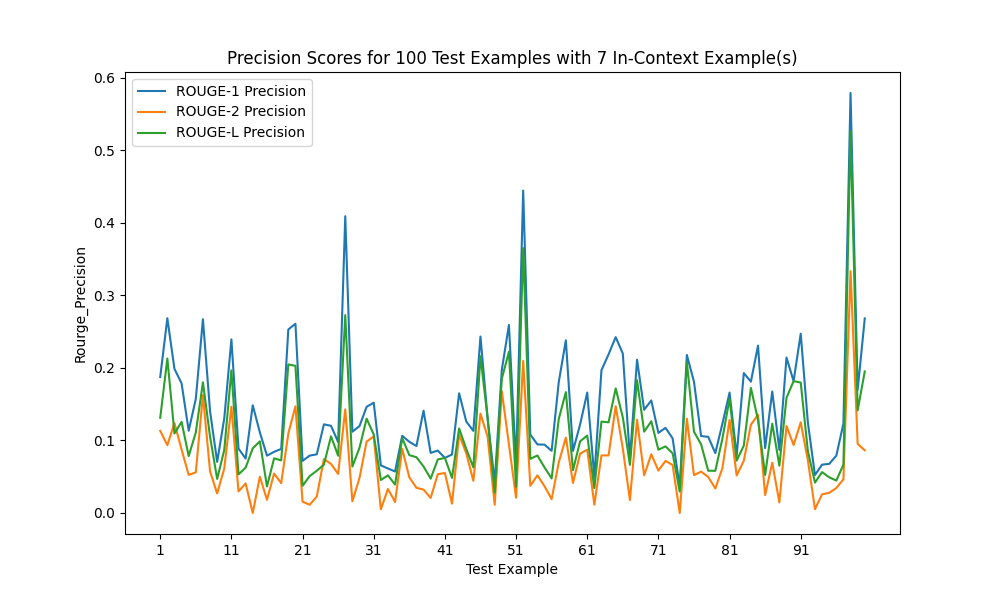 Precision Scores for 100 Test Examples with 7 In-Context Example(s)
ROUGE-1 Precision
ROUGE-2 Precision
ROUGE-L Precision
0.6
0.5
0.4
0.3
0.2
0.1
0.0
Rourge_Precision
1 11 21 31 41 51 61 71 81 91
Test Example